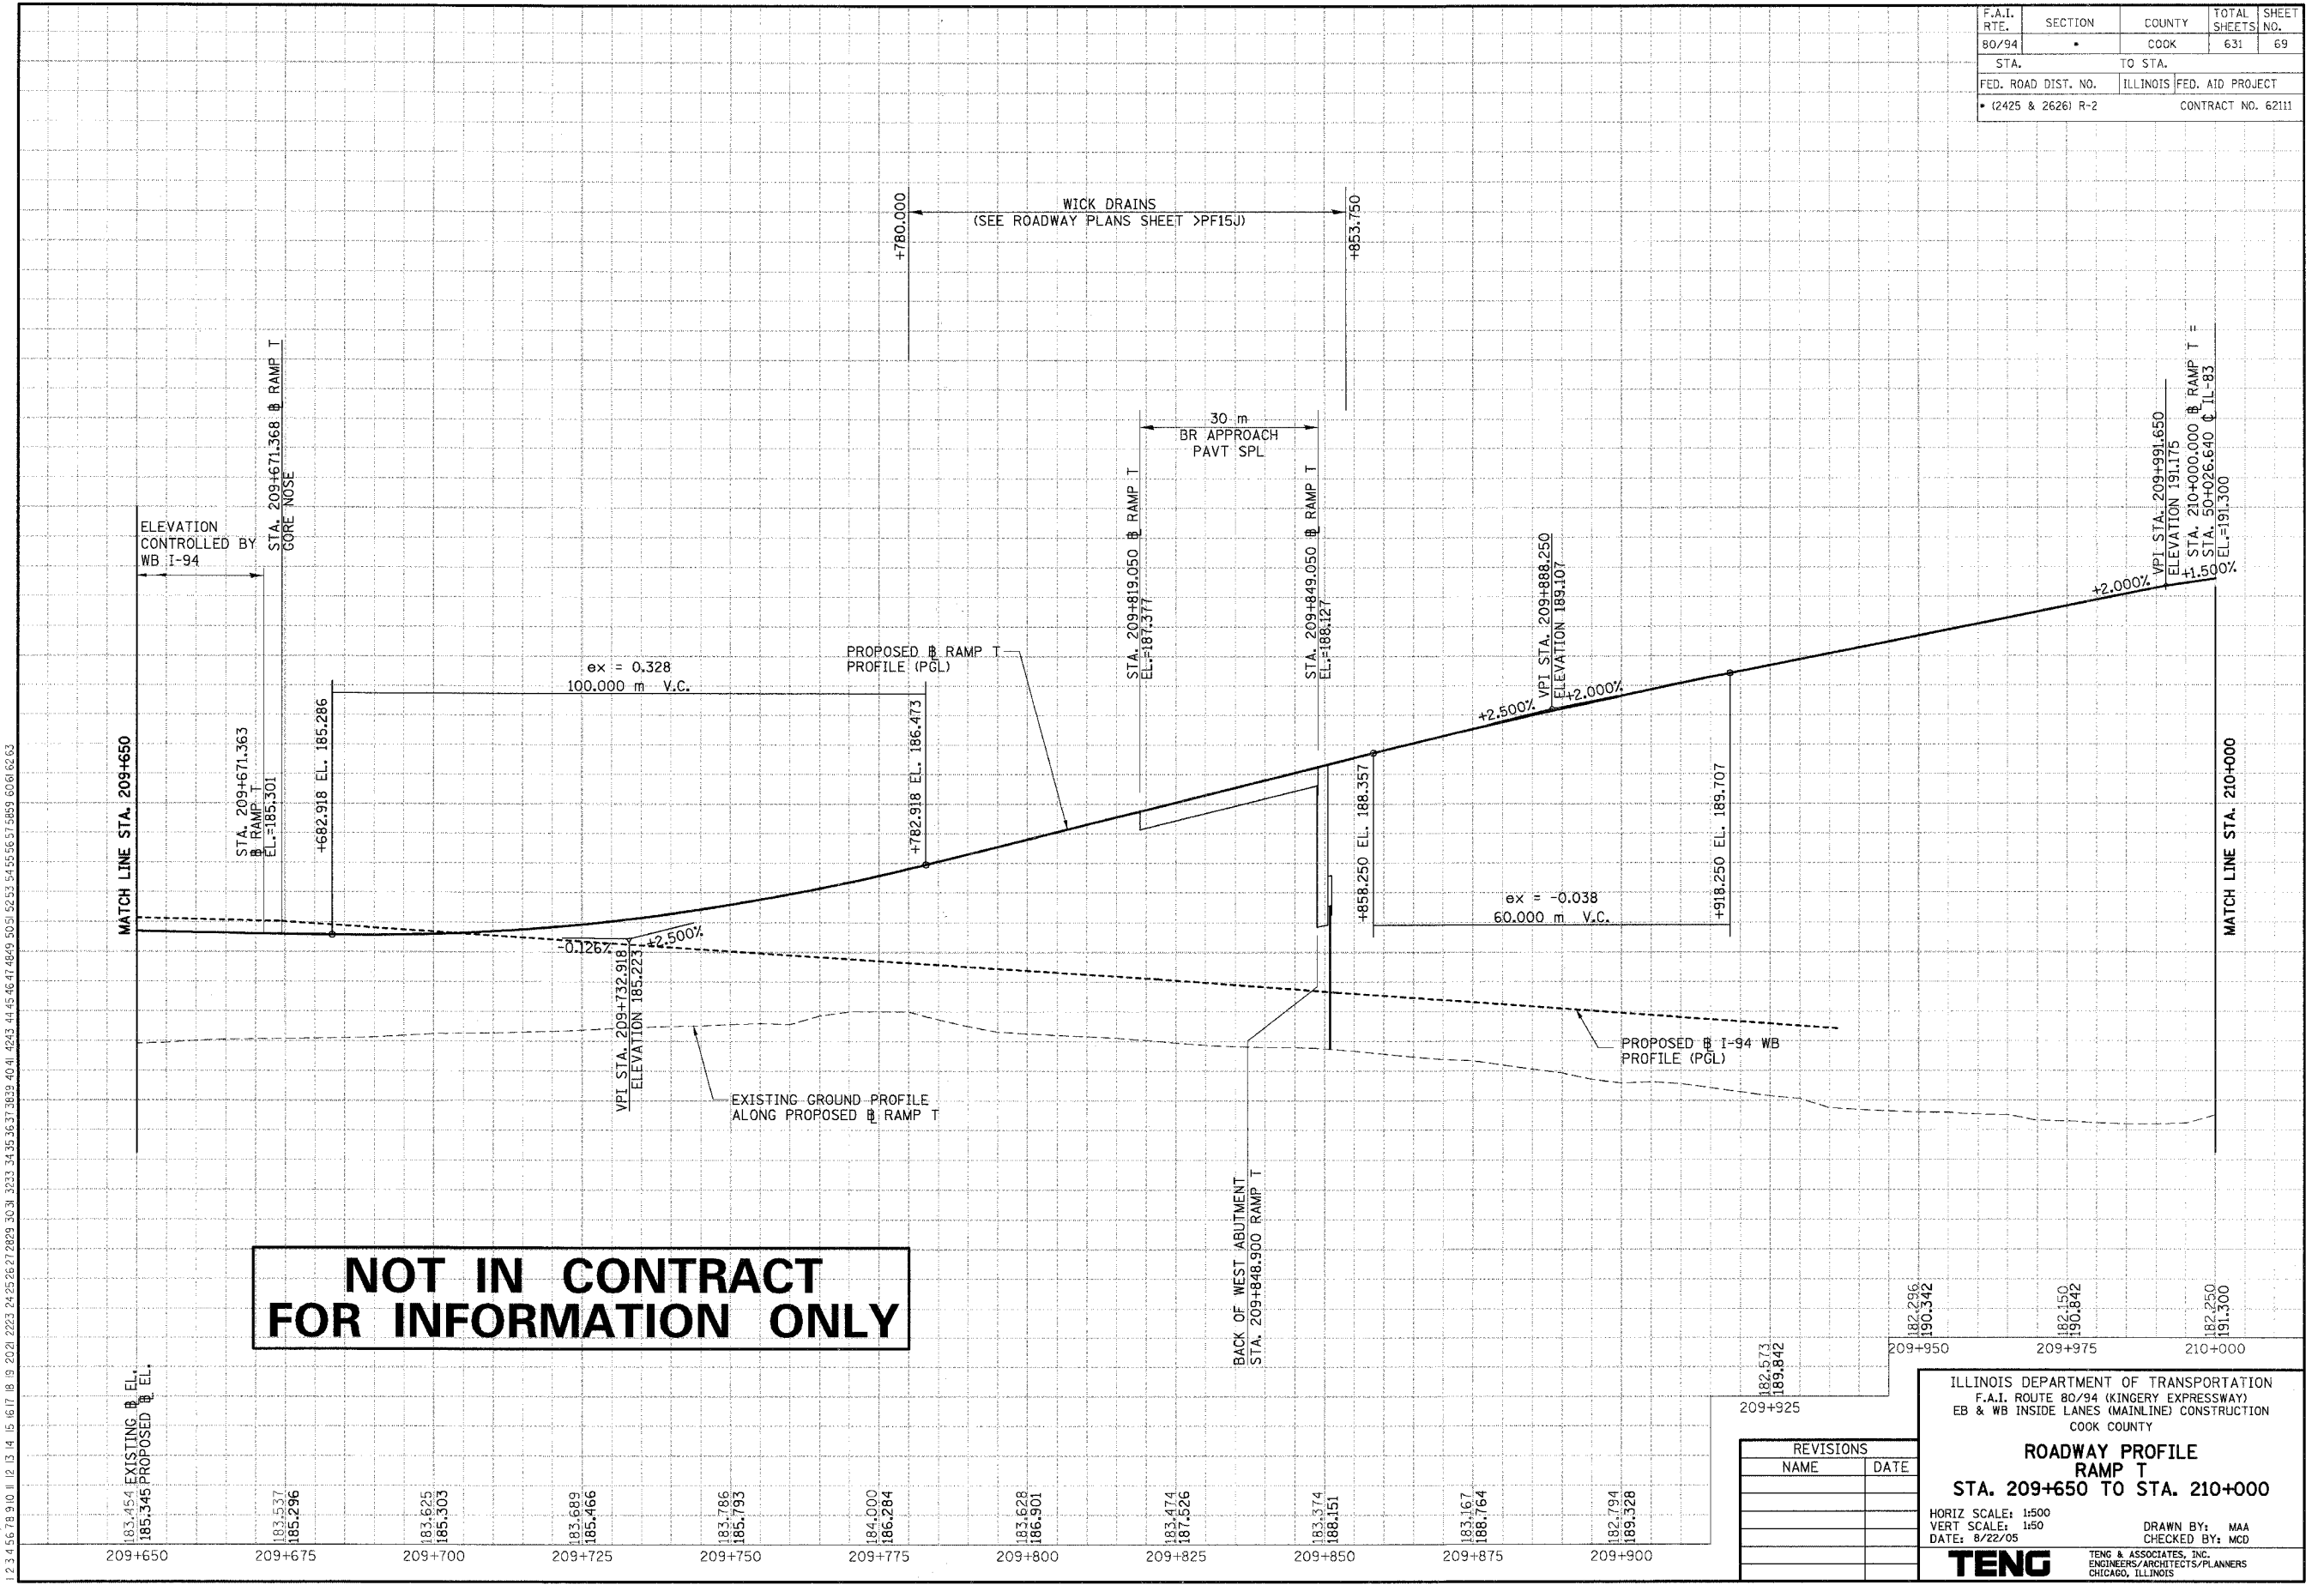 F.A.I. RTE. SECTION COUNTY TOTAL SHEETS SHEET NO.
80/94 • COOK 631 69
STA. TO STA.
FED. ROAD DIST. NO. ILLINOIS FED. AID PROJECT
• (2425 & 2626) R-2 CONTRACT NO. 62111
+780.000
WICK DRAINS
(SEE ROADWAY PLANS SHEET >PF15J)
+853.750
ELEVATION
CONTROLLED BY
WB I-94
STA. 209+671.368 ℄ RAMP T
GORE NOSE
30 m
BR APPROACH
PAVT SPL
STA. 209+819.050 ℄ RAMP T
EL.=187.377
STA. 209+849.050 ℄ RAMP T
EL.=188.127
VPI STA. 209+888.250
ELEVATION 189.107
+2.500%
+2.000%
VPI STA. 209+991.650
ELEVATION 191.175
STA. 210+000.000 ℄ RAMP T =
STA. 50+026.640 ℄ IL-83
EL.=191.300
+2.000%
+1.500%
MATCH LINE STA. 209+650
STA. 209+671.363
℄ RAMP T
EL.=185.301
+682.918 EL. 185.286
ex = 0.328
100.000 m V.C.
+782.918 EL. 186.473
PROPOSED ℄ RAMP T
PROFILE (PGL)
+858.250 EL. 188.357
ex = -0.038
60.000 m V.C.
+918.250 EL. 189.707
MATCH LINE STA. 210+000
-0.126%
+2.500%
VPI STA. 209+732.918
ELEVATION 185.223
EXISTING GROUND PROFILE
ALONG PROPOSED ℄ RAMP T
PROPOSED ℄ I-94 WB
PROFILE (PGL)
BACK OF WEST ABUTMENT
STA. 209+848.900 RAMP T
NOT IN CONTRACT
FOR INFORMATION ONLY
183.454 EXISTING ℄ EL.
185.345 PROPOSED ℄ EL.
183.537
185.296
183.625
185.303
183.689
185.466
183.786
185.793
184.000
186.284
183.628
186.901
183.474
187.526
183.374
188.151
183.167
188.764
182.794
189.328
182.573
189.842
182.296
190.342
182.150
190.842
182.250
191.300
209+650 209+675 209+700 209+725 209+750 209+775 209+800 209+825 209+850 209+875 209+900
209+925
209+950 209+975 210+000
REVISIONS
NAME DATE
ILLINOIS DEPARTMENT OF TRANSPORTATION
F.A.I. ROUTE 80/94 (KINGERY EXPRESSWAY)
EB & WB INSIDE LANES (MAINLINE) CONSTRUCTION
COOK COUNTY
ROADWAY PROFILE
RAMP T
STA. 209+650 TO STA. 210+000
HORIZ SCALE: 1:500
VERT SCALE: 1:50
DATE: 8/22/05
DRAWN BY: MAA
CHECKED BY: MCD
TENG
TENG & ASSOCIATES, INC.
ENGINEERS/ARCHITECTS/PLANNERS
CHICAGO, ILLINOIS